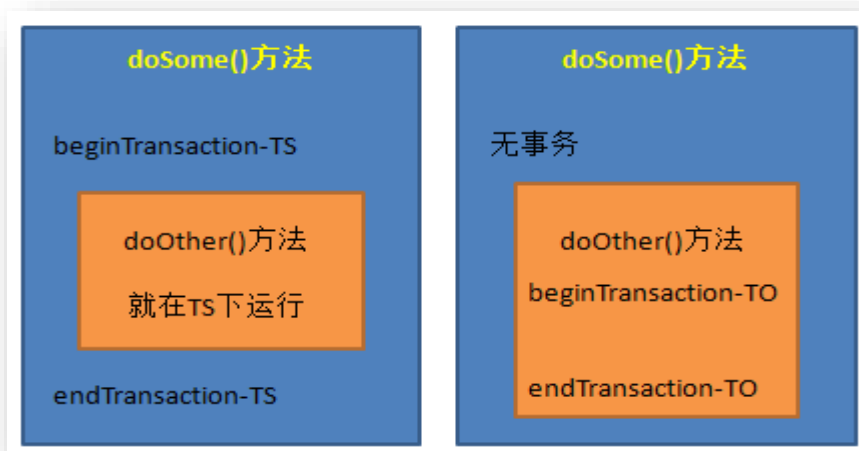 doSome()方法
beginTransaction-TS
doOther()方法
就在TS下运行
endTransaction-TS
doSome()方法
无事务
doOther()方法
beginTransaction-TO
endTransaction-TO